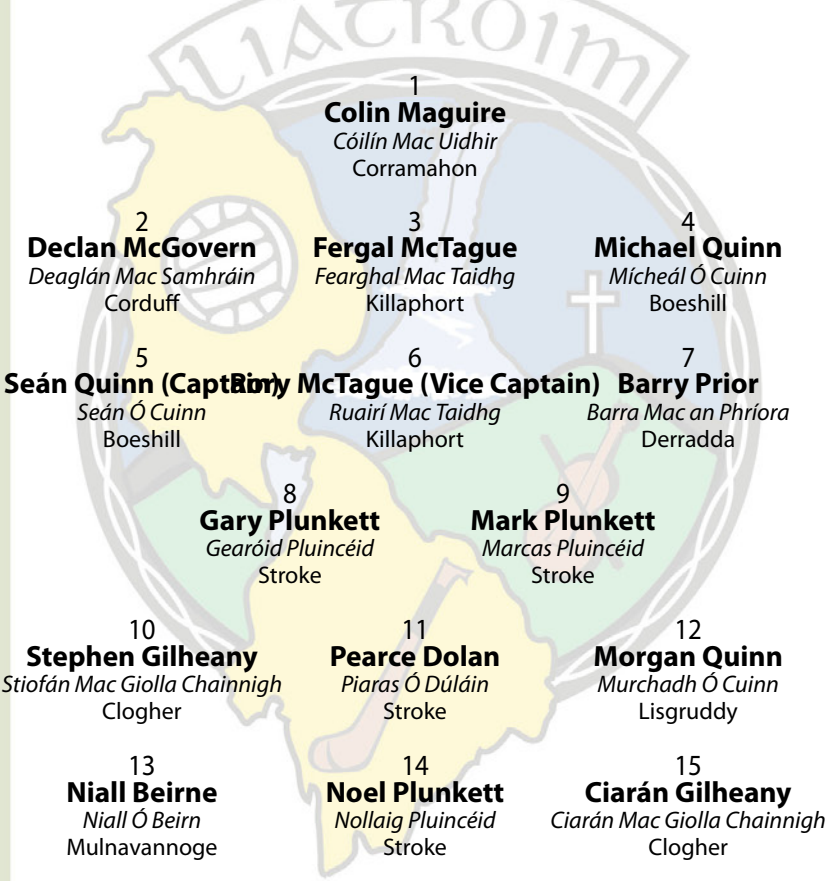 LIATROIM
1
Colin Maguire
Cóilín Mac Uidhir
Corramahon
2
Declan McGovern
Deaglán Mac Samhráin
Corduff
3
Fergal McTague
Fearghal Mac Taidhg
Killaphort
4
Michael Quinn
Mícheál Ó Cuinn
Boeshill
5
Seán Quinn (Captain)
Seán Ó Cuinn
Boeshill
6
Rory McTague (Vice Captain)
Ruairí Mac Taidhg
Killaphort
7
Barry Prior
Barra Mac an Phríora
Derradda
8
Gary Plunkett
Gearóid Pluincéid
Stroke
9
Mark Plunkett
Marcas Pluincéid
Stroke
10
Stephen Gilheany
Stiofán Mac Giolla Chainnigh
Clogher
11
Pearce Dolan
Piaras Ó Dúláin
Stroke
12
Morgan Quinn
Murchadh Ó Cuinn
Lisgruddy
13
Niall Beirne
Niall Ó Beirn
Mulnavannoge
14
Noel Plunkett
Nollaig Pluincéid
Stroke
15
Ciarán Gilheany
Ciarán Mac Giolla Chainnigh
Clogher